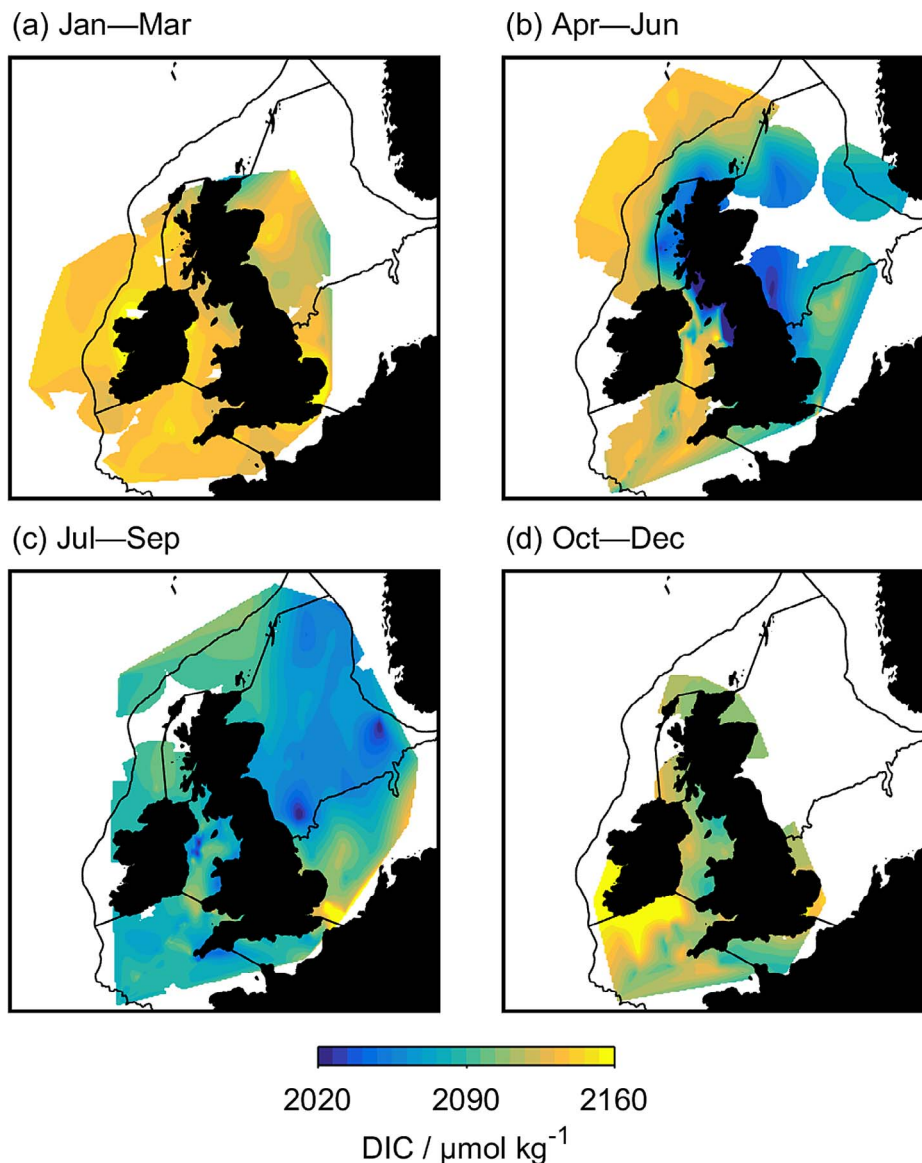 (a) Jan—Mar
(b) Apr—Jun
(c) Jul—Sep
(d) Oct—Dec
2020 2090 2160
DIC / μmol kg⁻¹